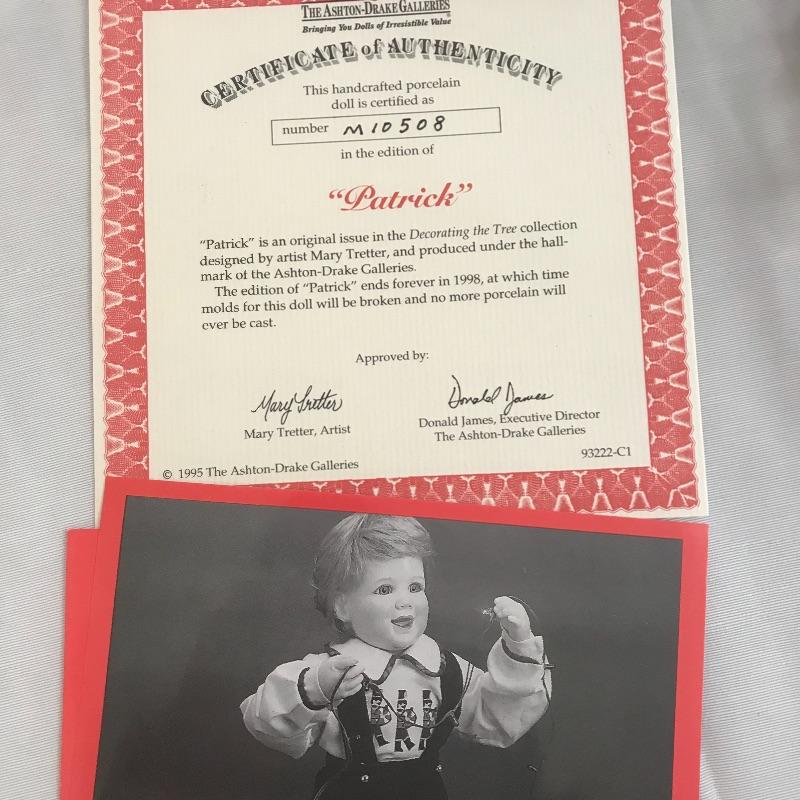 THE ASHTON-DRAKE GALLERIES
Bringing You Dolls of Irresistible Value
CERTIFICATE of AUTHENTICITY
This handcrafted porcelain
doll is certified as
number M10508
in the edition of
“Patrick”
“Patrick” is an original issue in the Decorating the Tree collection
designed by artist Mary Tretter, and produced under the hall-
mark of the Ashton-Drake Galleries.
The edition of “Patrick” ends forever in 1998, at which time
molds for this doll will be broken and no more porcelain will
ever be cast.
Approved by:
Mary Tretter
Donald James
Mary Tretter, Artist
Donald James, Executive Director
The Ashton-Drake Galleries
93222-C1
© 1995 The Ashton-Drake Galleries